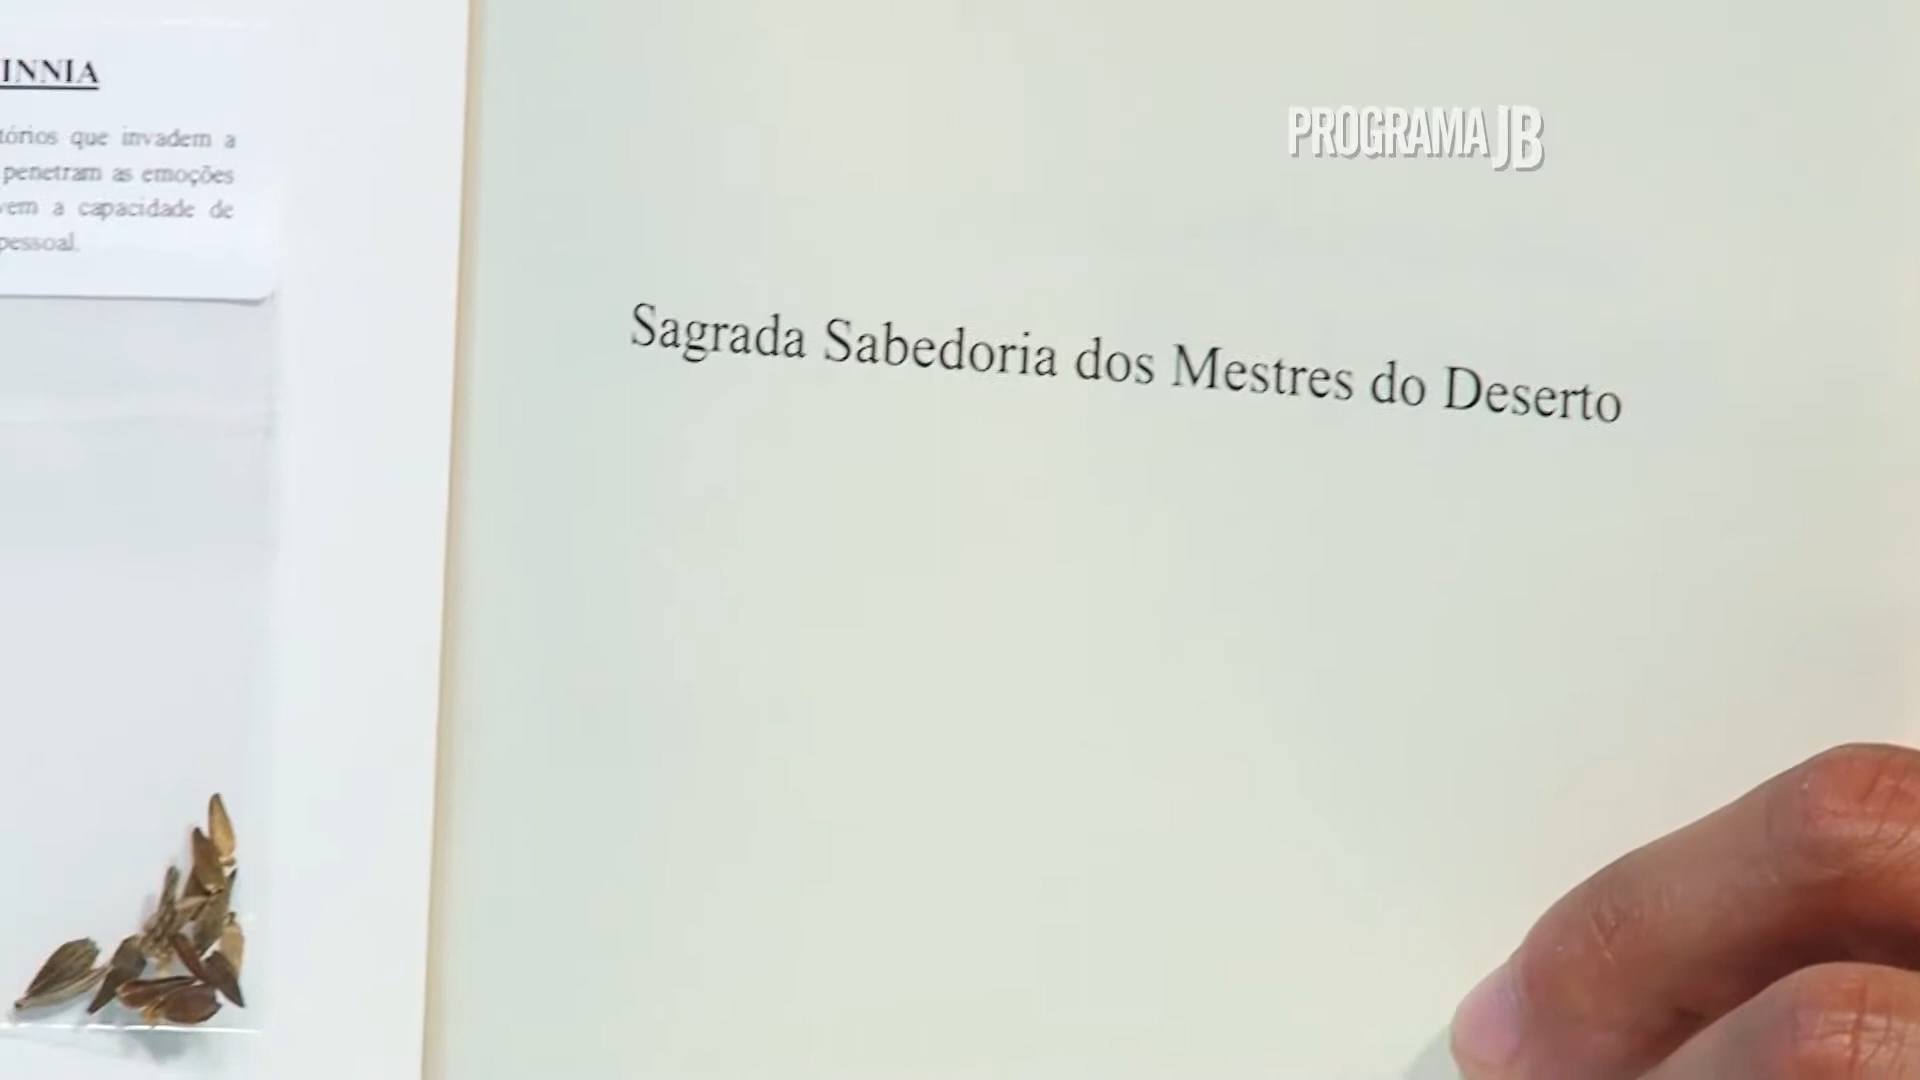 INNIA
tórios que invadem a
penetram as emoções
vem a capacidade de
pessoal.
PROGRAMA JB
Sagrada Sabedoria dos Mestres do Deserto